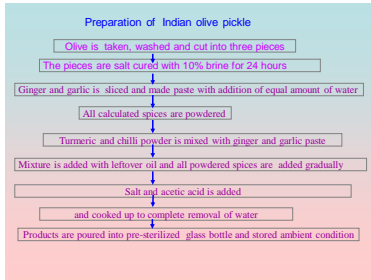 Preparation of Indian olive pickle
Olive is taken, washed and cut into three pieces
The pieces are salt cured with 10% brine for 24 hours
Ginger and garlic is sliced and made paste with addition of equal amount of water
All calculated spices are powdered
Turmeric and chilli powder is mixed with ginger and garlic paste
Mixture is added with leftover oil and all powdered spices are added gradually
Salt and acetic acid is added
and cooked up to complete removal of water
Products are poured into pre-sterilized glass bottle and stored ambient condition